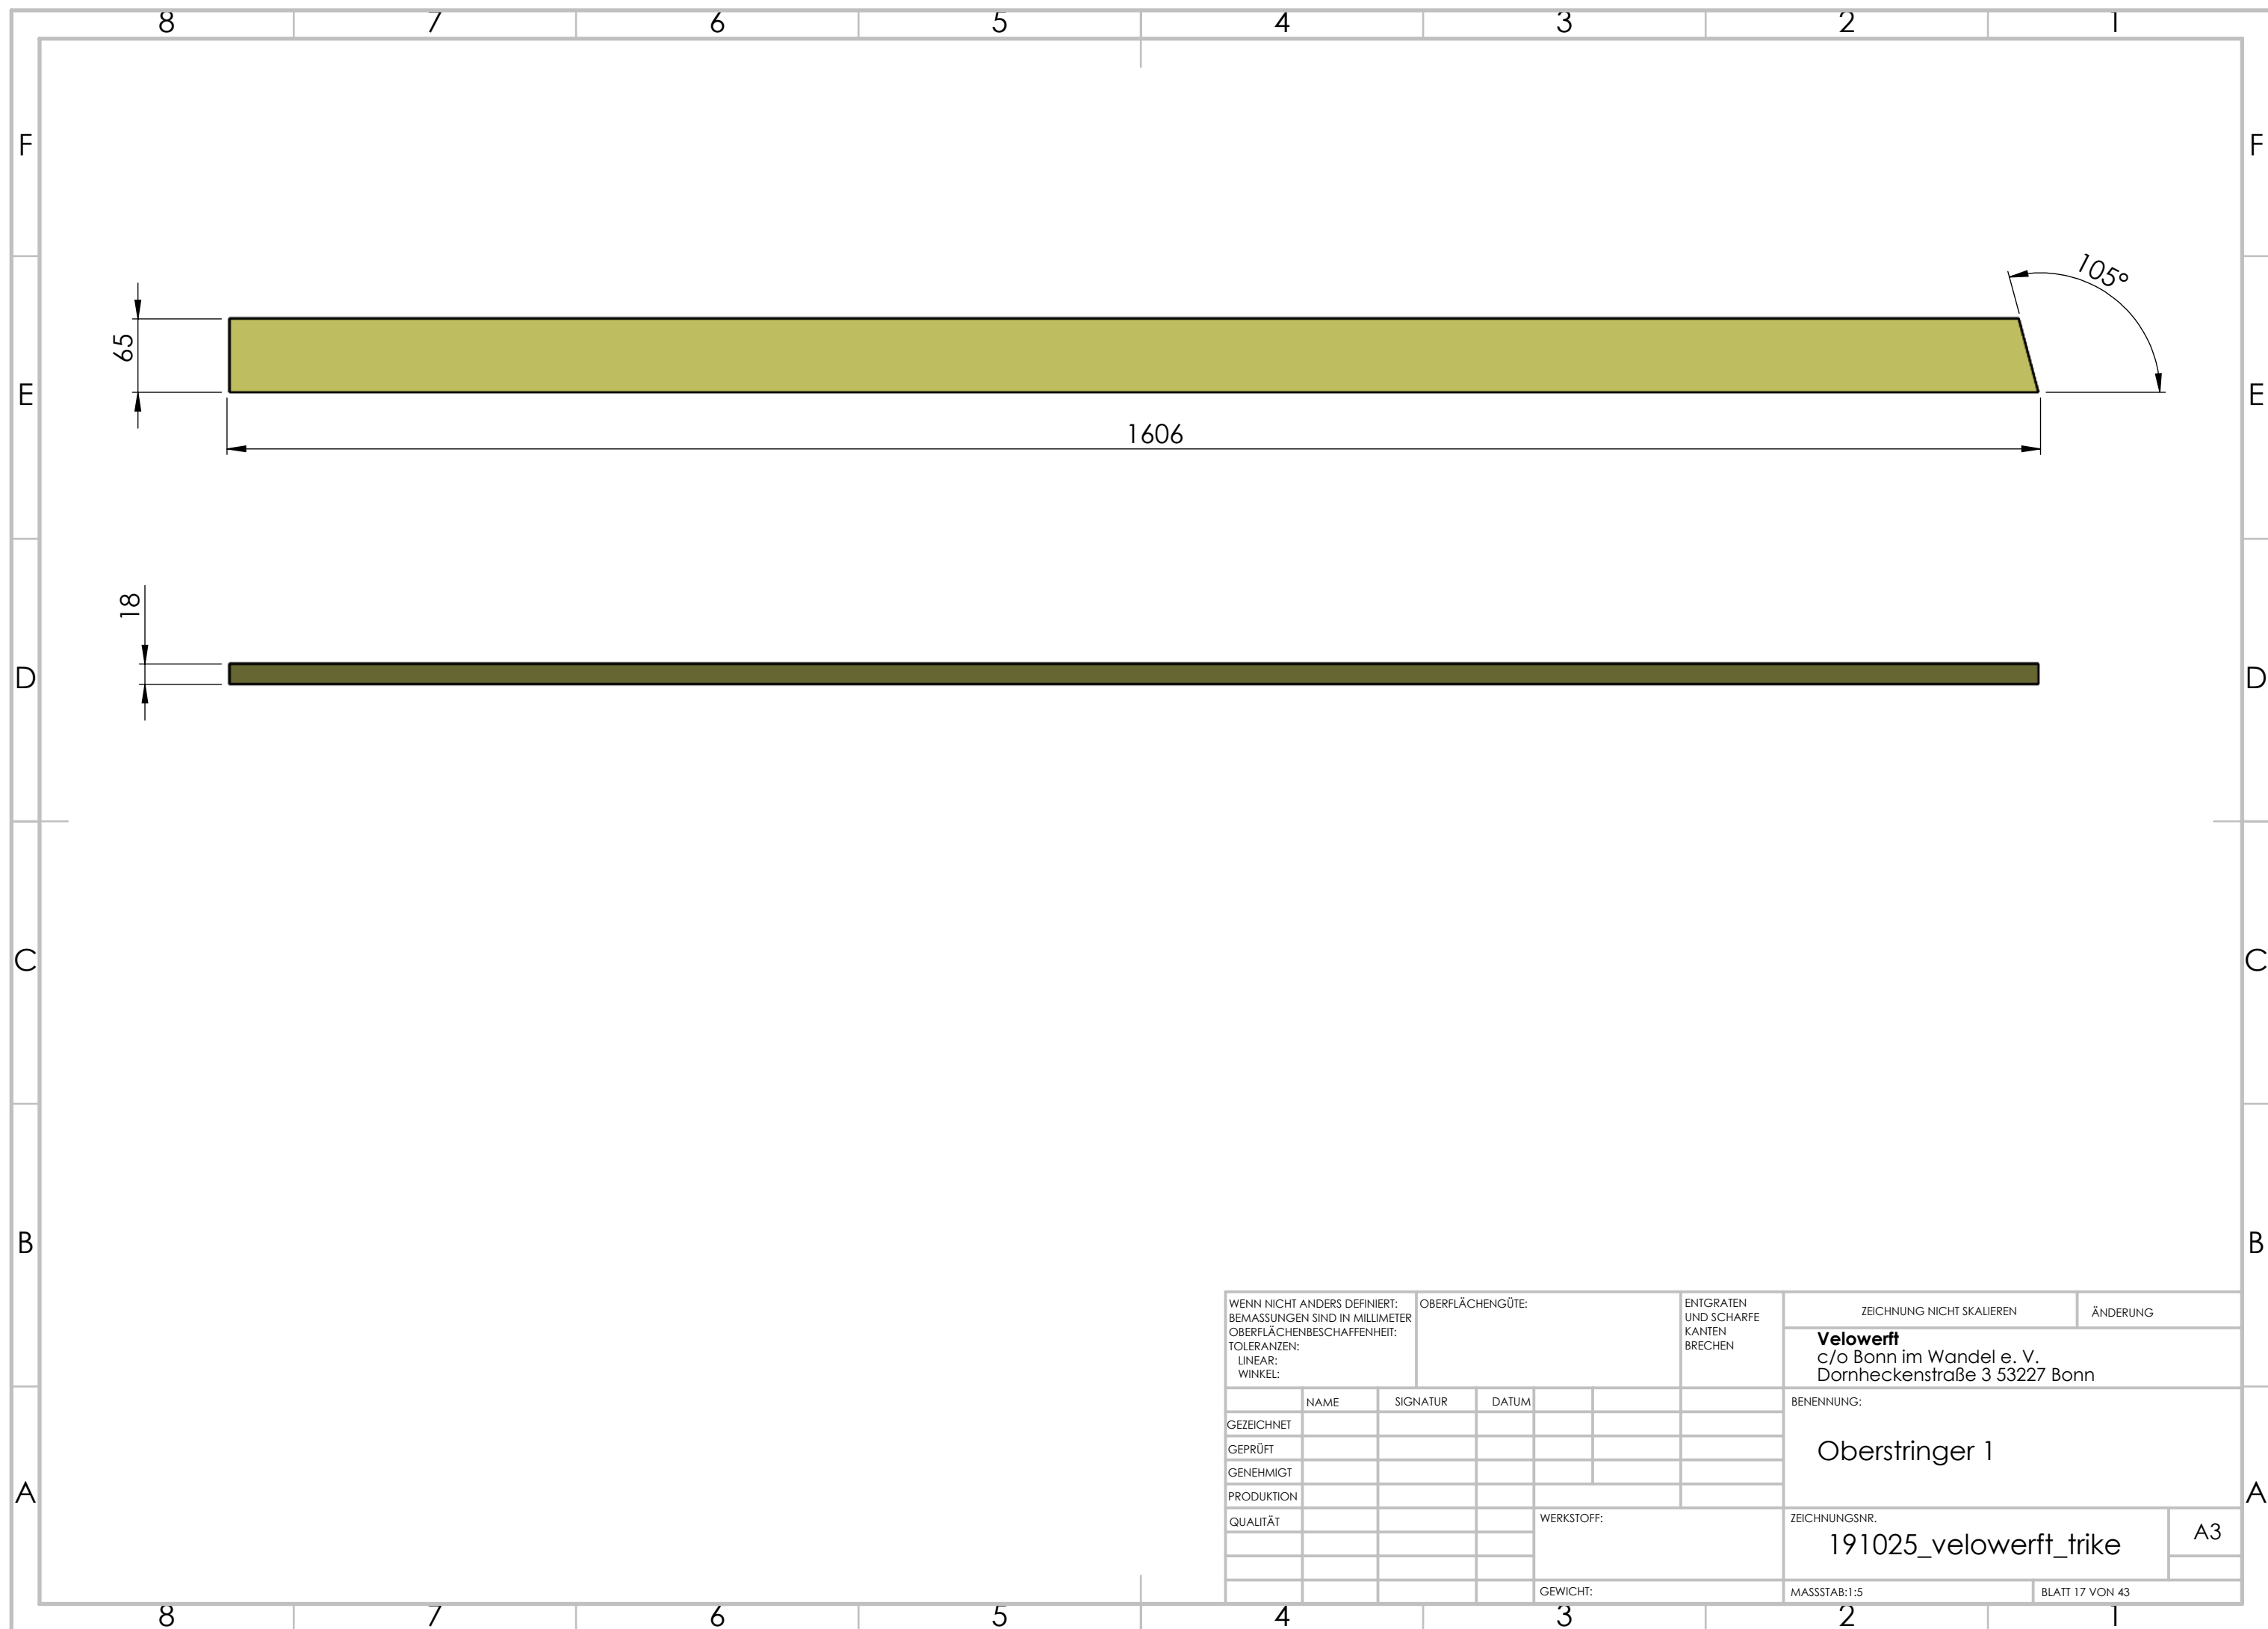 8 7 6 5 4 3 2 1
F F
105°
65
E E
1606
18
D D
C C
B B
WENN NICHT ANDERS DEFINIERT:
BEMASSUNGEN SIND IN MILLIMETER
OBERFLÄCHENBESCHAFFENHEIT:
TOLERANZEN:
LINEAR:
WINKEL:
OBERFLÄCHENGÜTE:
ENTGRATEN
UND SCHARFE
KANTEN
BRECHEN
ZEICHNUNG NICHT SKALIEREN
ÄNDERUNG
Velowerft
c/o Bonn im Wandel e. V.
Dornheckenstraße 3 53227 Bonn
NAME SIGNATUR DATUM
GEZEICHNET
GEPRÜFT
GENEHMIGT
PRODUKTION
QUALITÄT
BENENNUNG:
Oberstringer 1
A A
WERKSTOFF:
ZEICHNUNGSNR.
191025_velowerft_trike
A3
GEWICHT:
MASSSTAB:1:5
BLATT 17 VON 43
8 7 6 5 4 3 2 1